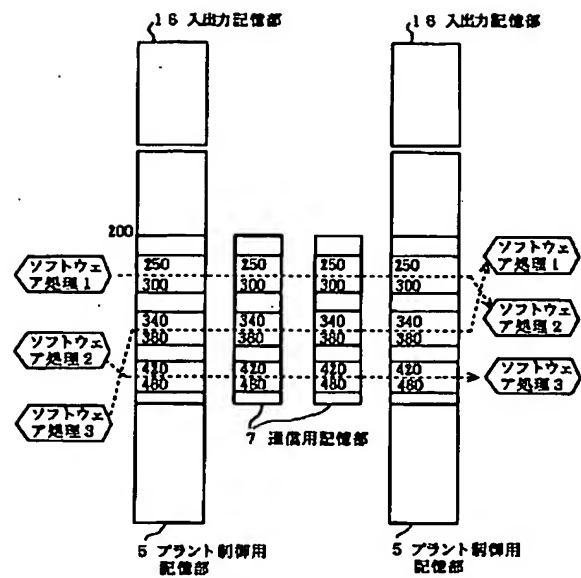 16 入出力記憶部
16 入出力記憶部
200
ソフトウェ
ア処理1
ソフトウェ
ア処理2
ソフトウェ
ア処理3
250
300
340
380
420
480
250
300
340
380
420
480
250
300
340
380
420
480
250
300
340
380
420
480
ソフトウェ
ア処理1
ソフトウェ
ア処理2
ソフトウェ
ア処理3
7 通信用記憶部
5 プラント制御用
記憶部
5 プラント制御用
記憶部